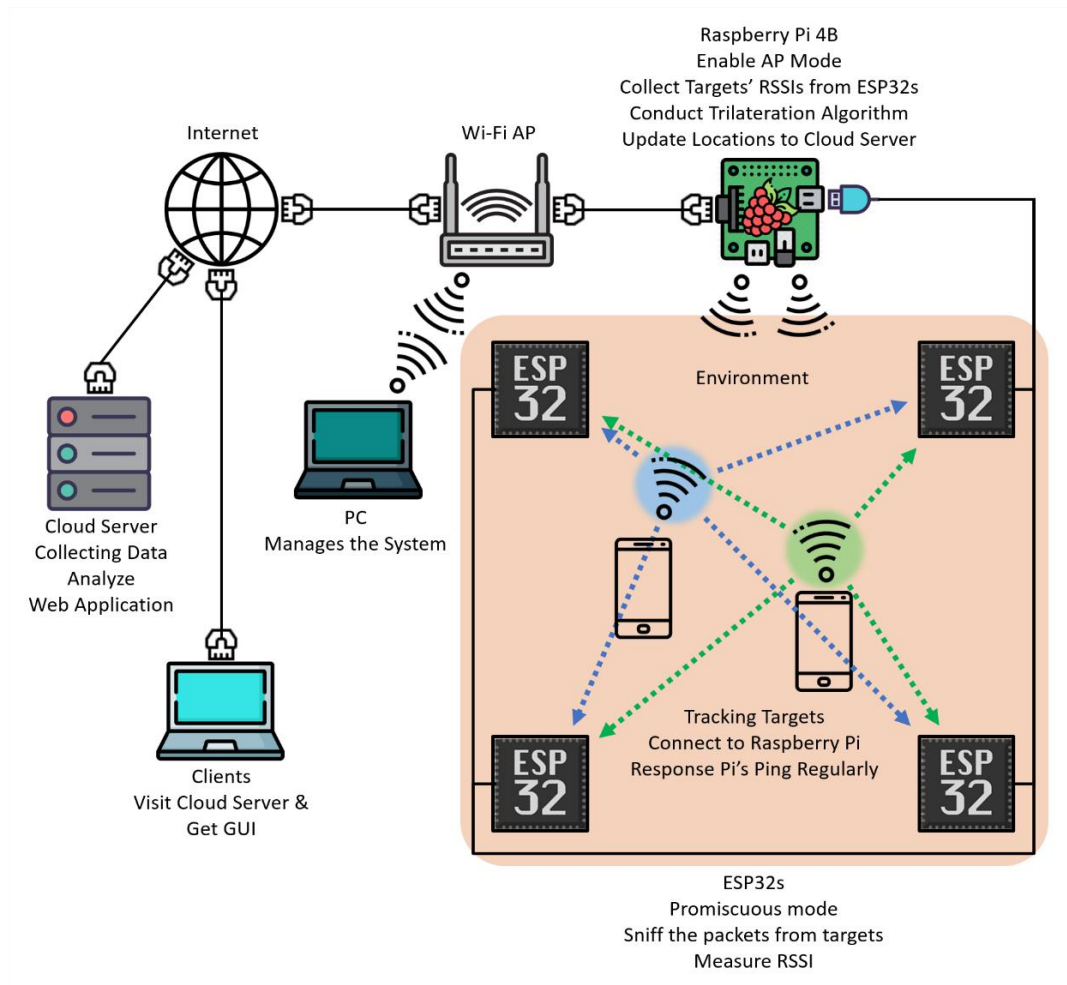 Raspberry Pi 4B
Enable AP Mode
Collect Targets' RSSIs from ESP32s
Conduct Trilateration Algorithm
Update Locations to Cloud Server
Internet
Wi-Fi AP
ESP
32
Environment
ESP
32
Cloud Server
Collecting Data
Analyze
Web Application
PC
Manages the System
Tracking Targets
Connect to Raspberry Pi
Response Pi's Ping Regularly
ESP
32
ESP
32
Clients
Visit Cloud Server &
Get GUI
ESP32s
Promiscuous mode
Sniff the packets from targets
Measure RSSI